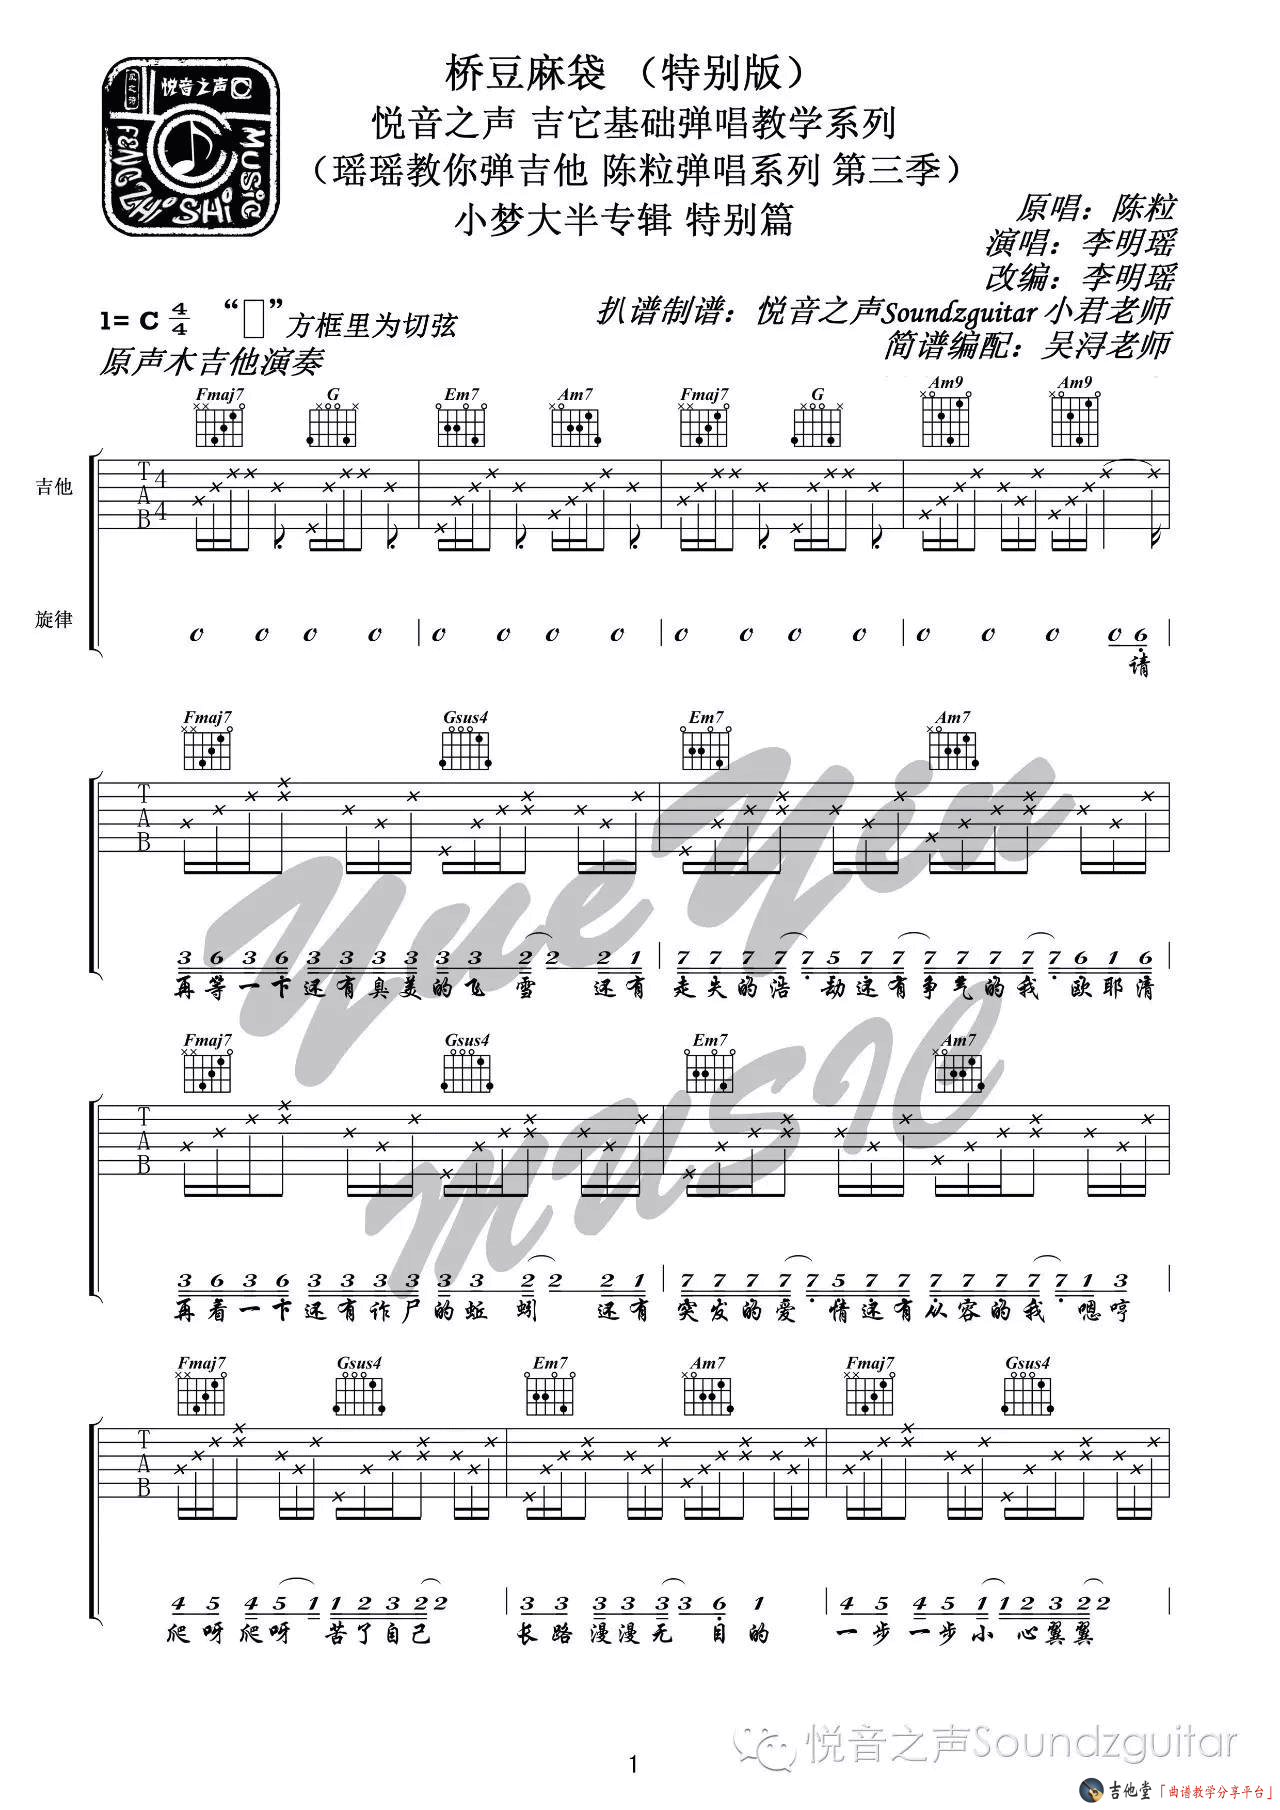 桥豆麻袋 （特别版）
悦音之声 吉它基础弹唱教学系列
（瑶瑶教你弹吉他 陈粒弹唱系列 第三季）
小梦大半专辑 特别篇
悦音之声
MUSiC
FENGZHi SHi
原唱：陈粒
演唱：李明瑶
改编：李明瑶
扒谱制谱：悦音之声Soundzguitar 小君老师
简谱编配：吴浔老师
1= C 4/4 “□”方框里为切弦
原声木吉他演奏
Fmaj7 G Em7 Am7 Fmaj7 G Am9 Am9
吉他 T A B 4 4
旋律 0 0 0 0 | 0 0 0 0 | 0 0 0 0 | 0 0 0 0 6 |
请
Fmaj7 Gsus4 Em7 Am7
T A B
3 6 3 6 3 3 3 3 3 3 2 2 2 1 | 7 7 7 7 7 5 7 7 7 7 7 7 7 6 1 6 |
再等一下还有臭美的飞雪 还有 走失的浩劫还有争气的我 欧耶清
Fmaj7 Gsus4 Em7 Am7
T A B
3 6 3 6 3 3 3 3 3 3 2 2 2 1 | 7 7 7 7 7 5 7 7 7 7 7 7 7 1 3 |
再看一下还有诈尸的蚯蚓 还有 突发的爱情还有从容的我 嗯哼
Fmaj7 Gsus4 Em7 Am7 Fmaj7 Gsus4
T A B
4 5 4 5 1 1 2 3 2 2 | 3 3 3 3 3 6 1 | 4 5 4 5 1 1 2 3 2 2 |
爬呀爬呀 苦了自己 长路漫漫无 目的 一步一步小心翼翼
YueYin
MUSIC
悦音之声Soundzguitar
1
吉他堂「曲谱教学分享平台」